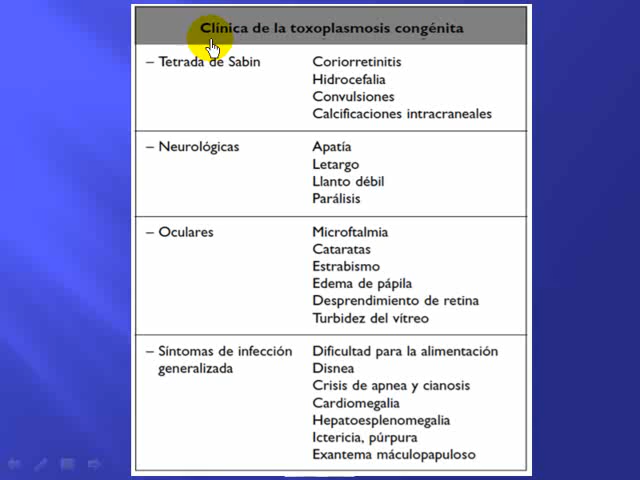 Clínica de la toxoplasmosis congénita
– Tetrada de Sabin Coriorretinitis
Hidrocefalia
Convulsiones
Calcificaciones intracraneales
– Neurológicas Apatía
Letargo
Llanto débil
Parálisis
– Oculares Microftalmia
Cataratas
Estrabismo
Edema de pápila
Desprendimiento de retina
Turbidez del vítreo
– Síntomas de infección Dificultad para la alimentación
generalizada Disnea
Crisis de apnea y cianosis
Cardiomegalia
Hepatoesplenomegalia
Ictericia, púrpura
Exantema máculopapuloso